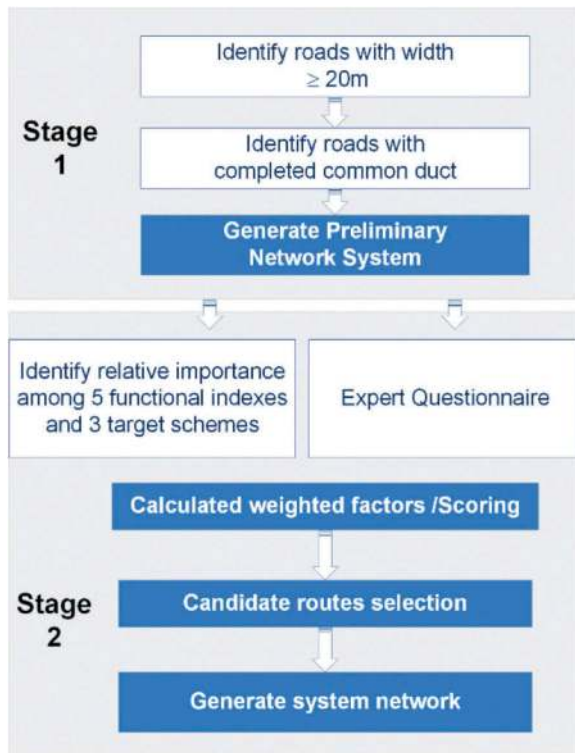 Stage
1
Identify roads with width
≥ 20m
Identify roads with
completed common duct
Generate Preliminary
Network System
Identify relative importance
among 5 functional indexes
and 3 target schemes
Expert Questionnaire
Stage
2
Calculated weighted factors /Scoring
Candidate routes selection
Generate system network